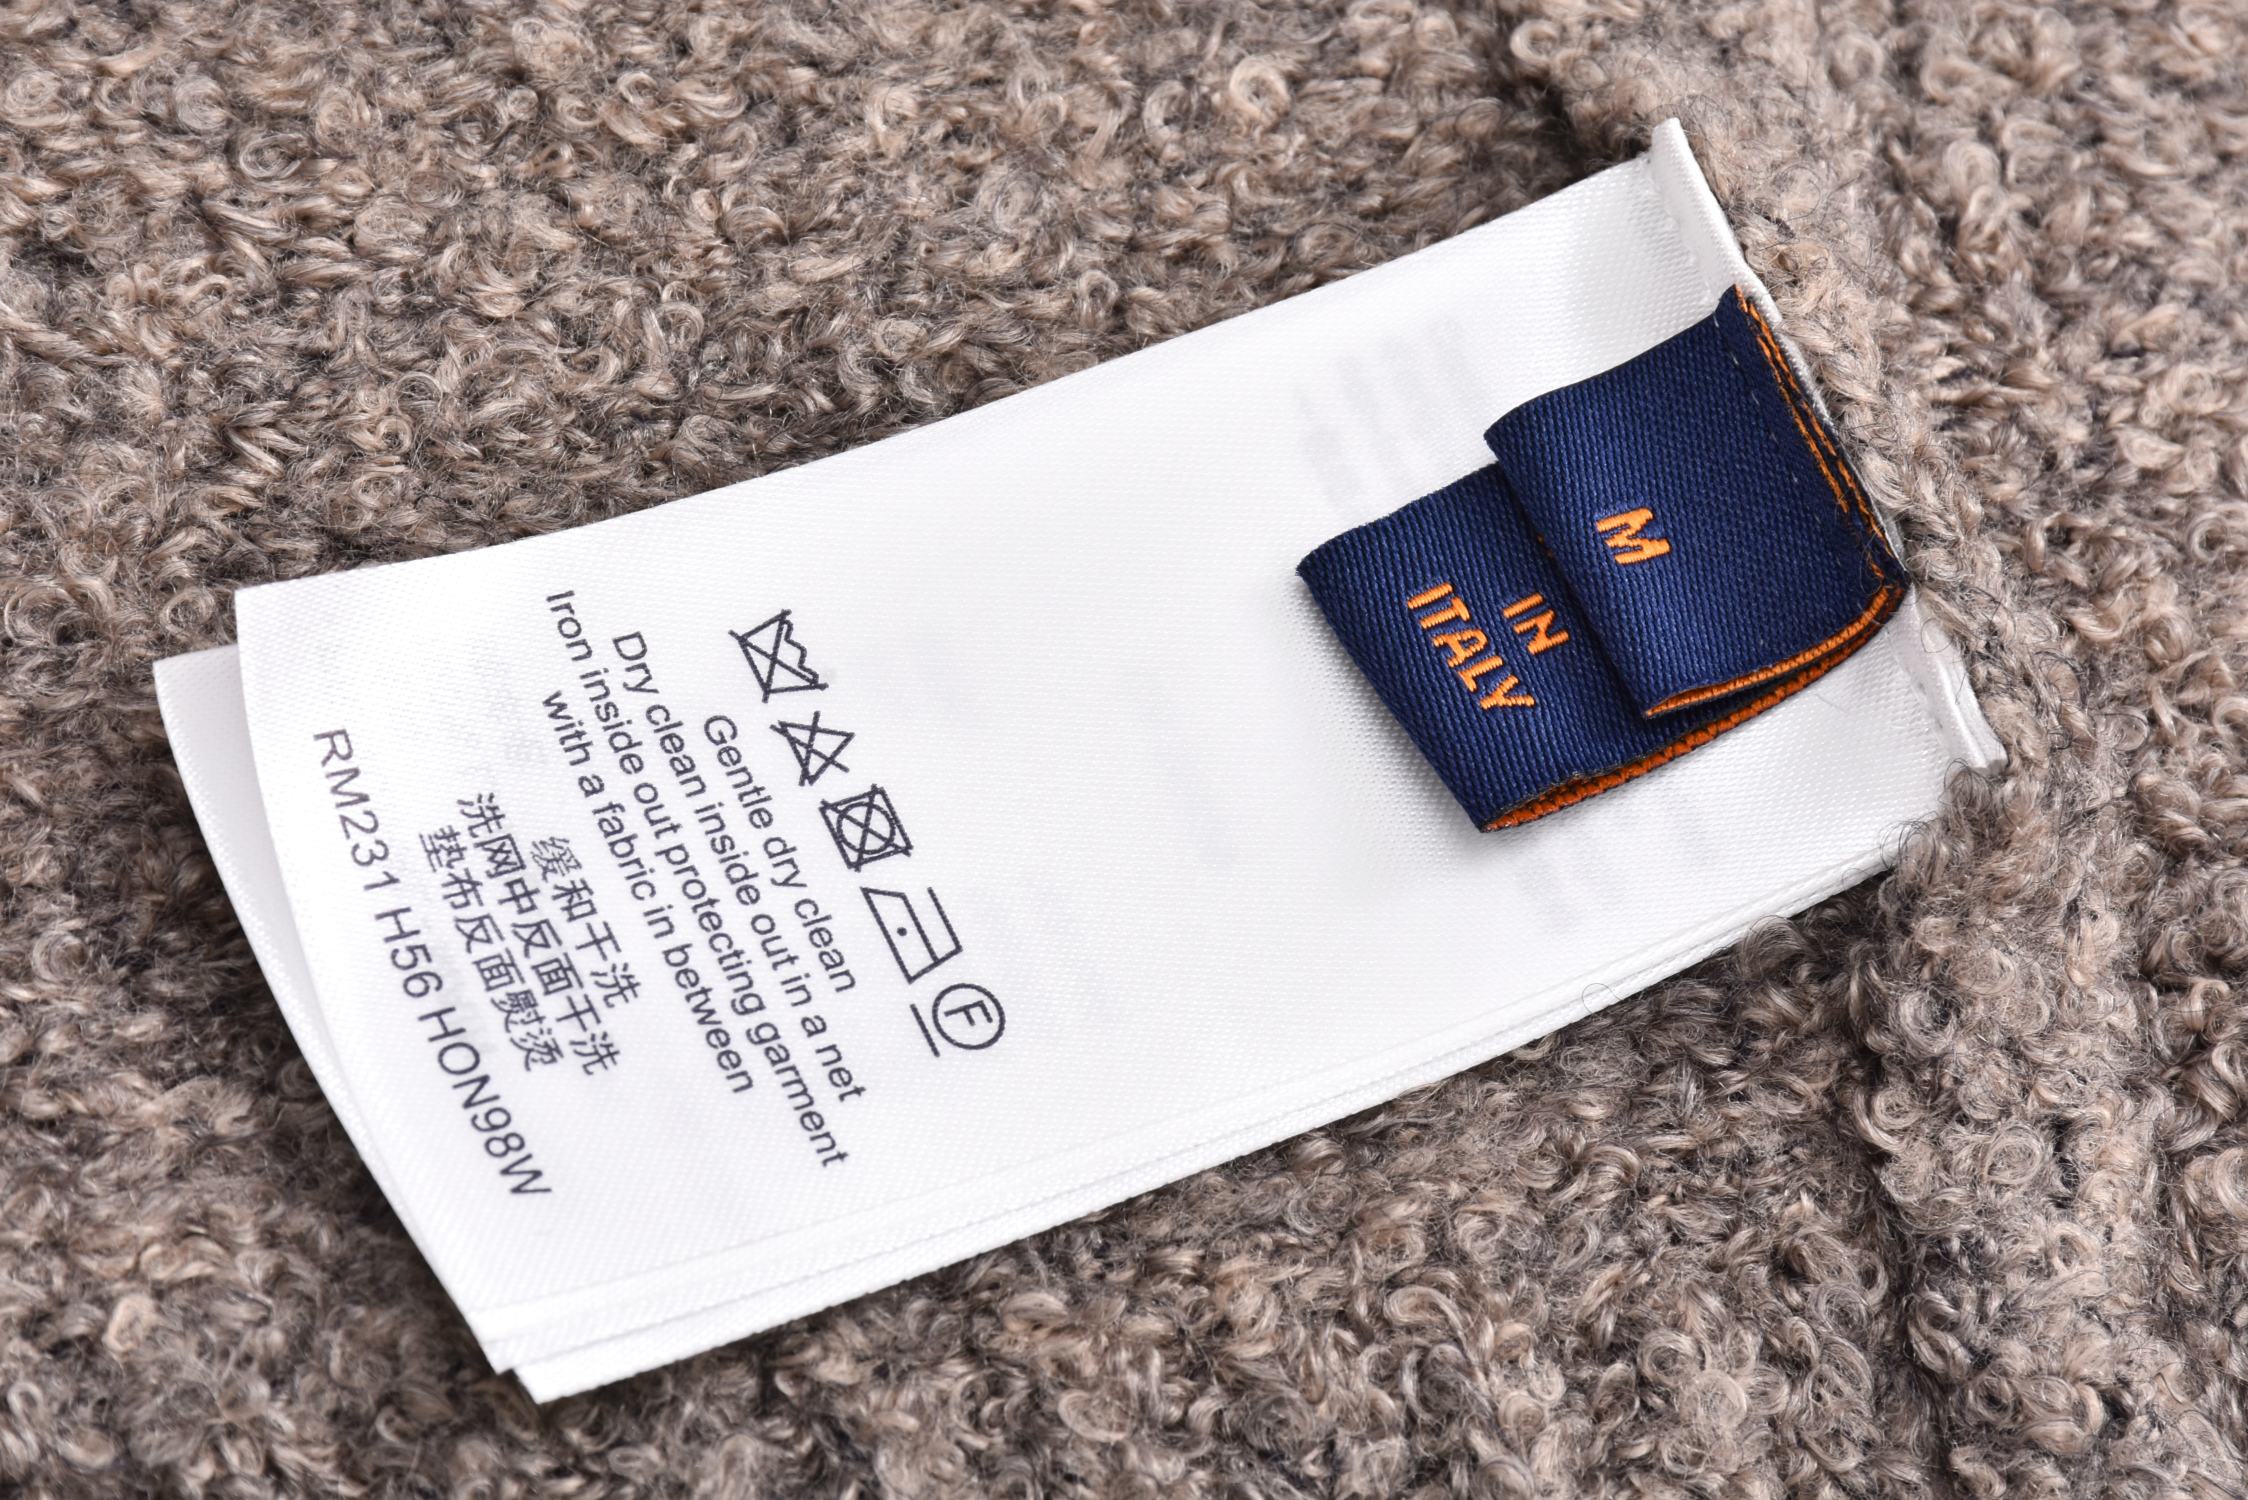 M
IN
ITALY
F
Gentle dry clean
Dry clean inside out in a net
Iron inside out protecting garment
with a fabric in between
缓和干洗
洗网中反面干洗
垫布反面熨烫
RM231 H56 HON98W